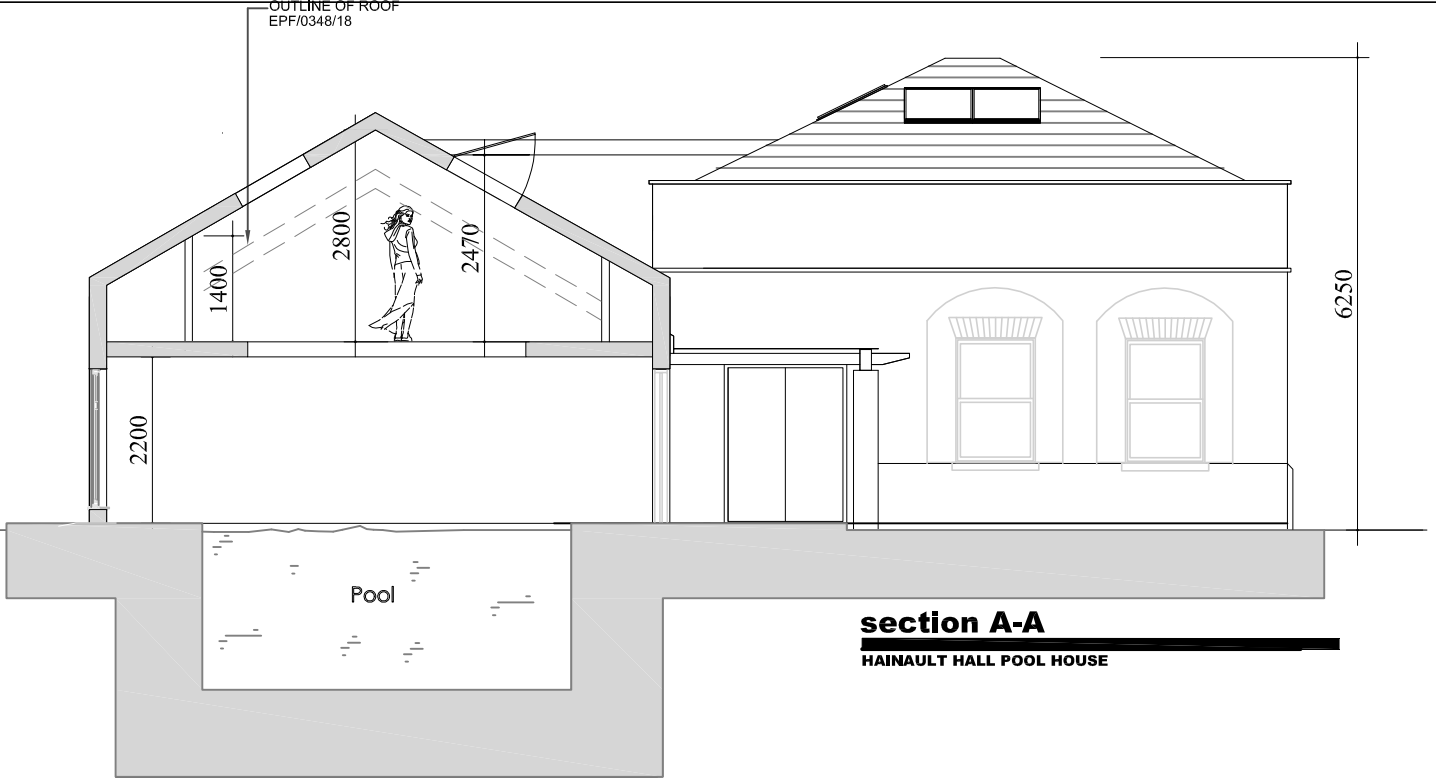 OUTLINE OF ROOF
EPF/0348/18
2800
2470
1400
6250
2200
Pool
section A-A
HAINAULT HALL POOL HOUSE